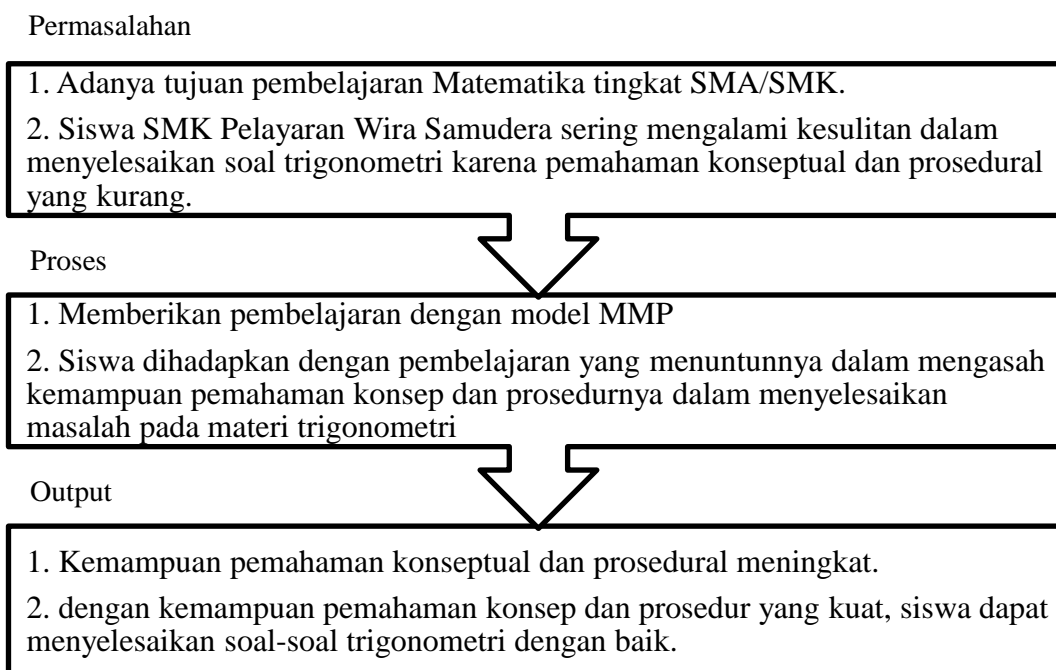 Permasalahan
1. Adanya tujuan pembelajaran Matematika tingkat SMA/SMK.
2. Siswa SMK Pelayaran Wira Samudera sering mengalami kesulitan dalam
menyelesaikan soal trigonometri karena pemahaman konseptual dan prosedural
yang kurang.
Proses
1. Memberikan pembelajaran dengan model MMP
2. Siswa dihadapkan dengan pembelajaran yang menuntunnya dalam mengasah
kemampuan pemahaman konsep dan prosedurnya dalam menyelesaikan
masalah pada materi trigonometri
Output
1. Kemampuan pemahaman konseptual dan prosedural meningkat.
2. dengan kemampuan pemahaman konsep dan prosedur yang kuat, siswa dapat
menyelesaikan soal-soal trigonometri dengan baik.